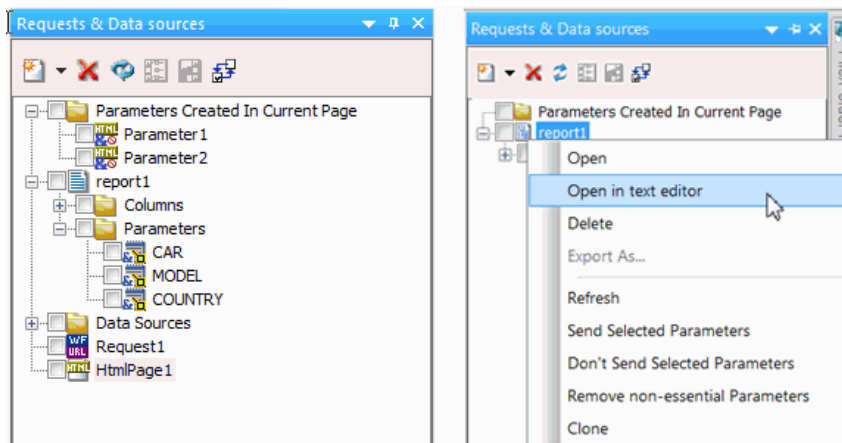 Requests & Data sources
Parameters Created In Current Page
HTML Parameter1
HTML Parameter2
report1
Columns
Parameters
CAR
MODEL
COUNTRY
Data Sources
WF URL Request1
HTML HtmlPage1
Requests & Data sources
Parameters Created In Current Page
report1
Open
Open in text editor
Delete
Export As...
Refresh
Send Selected Parameters
Don't Send Selected Parameters
Remove non-essential Parameters
Clone